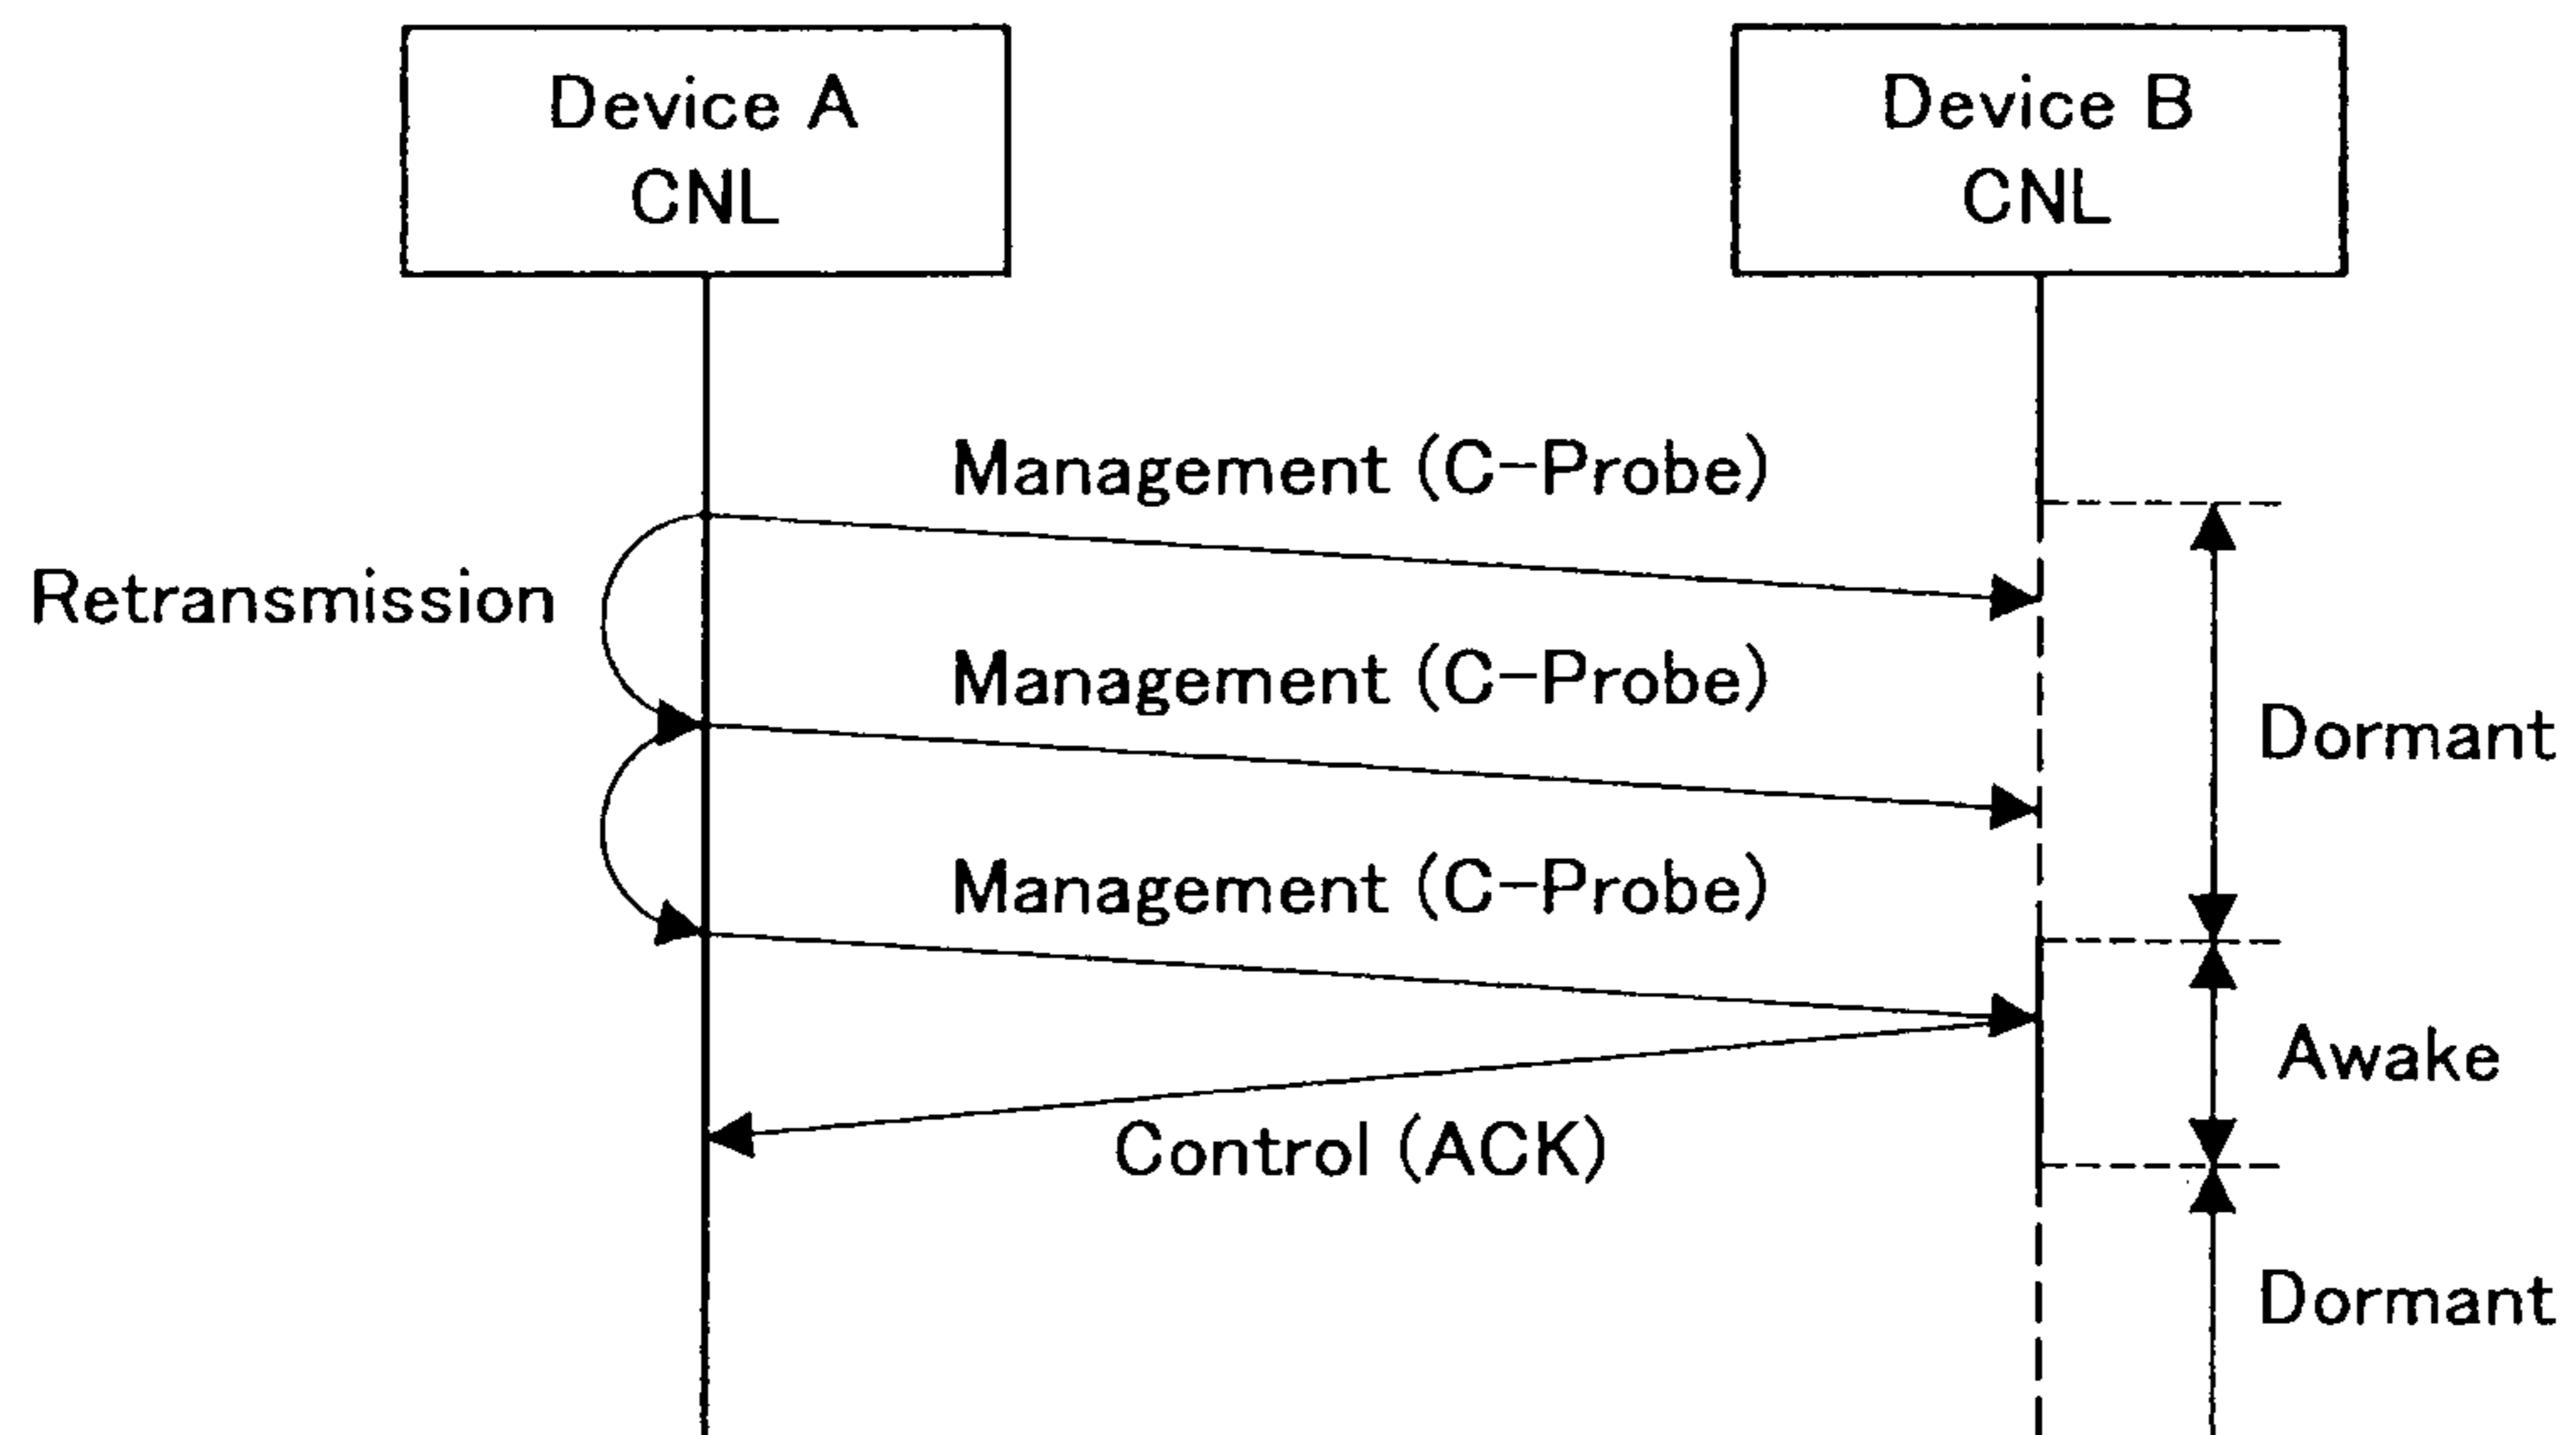 Device A
CNL
Device B
CNL
Management (C-Probe)
Retransmission
Management (C-Probe)
Dormant
Management (C-Probe)
Awake
Control (ACK)
Dormant